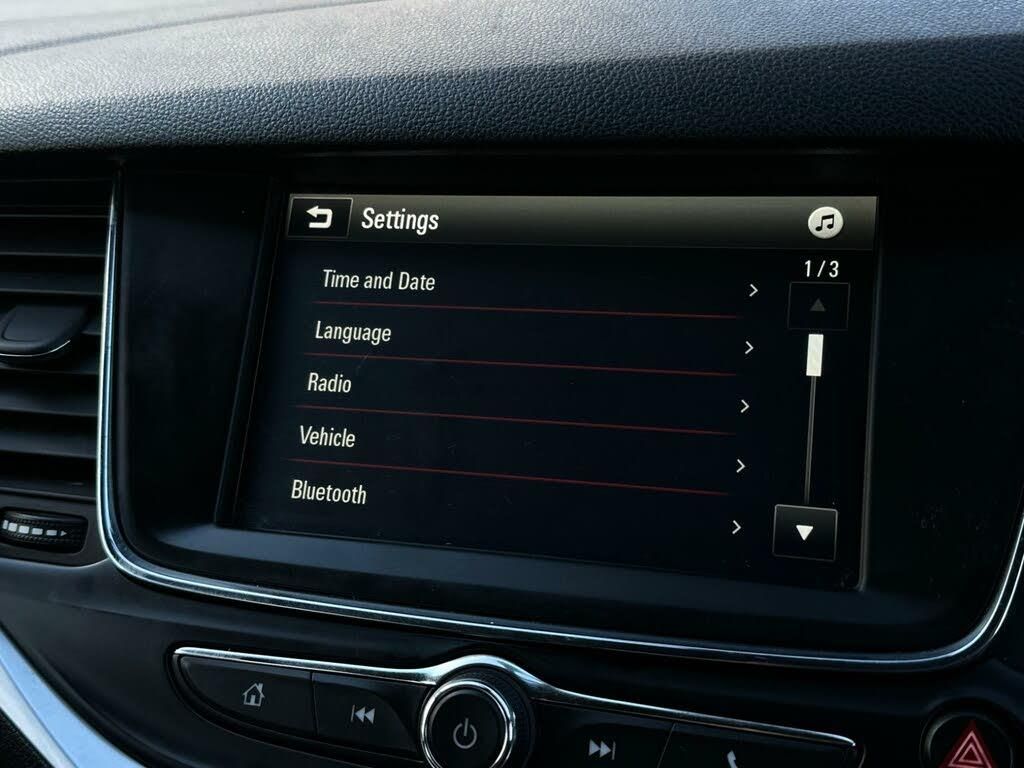 Settings
1/3
Time and Date
Language
Radio
Vehicle
Bluetooth